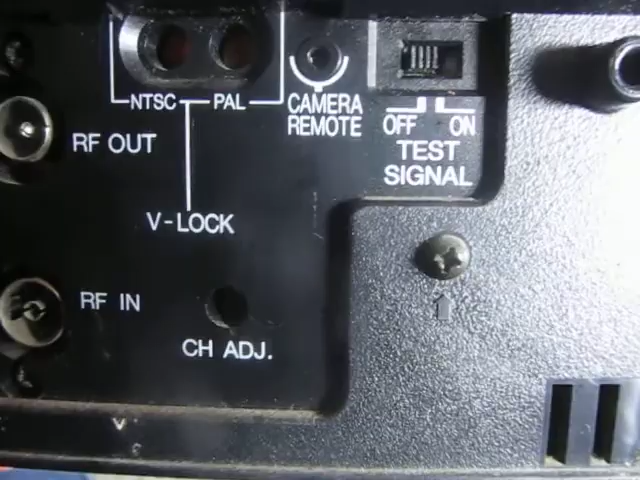 NTSC PAL
CAMERA
REMOTE
OFF ON
TEST
SIGNAL
RF OUT
V-LOCK
RF IN
CH ADJ.